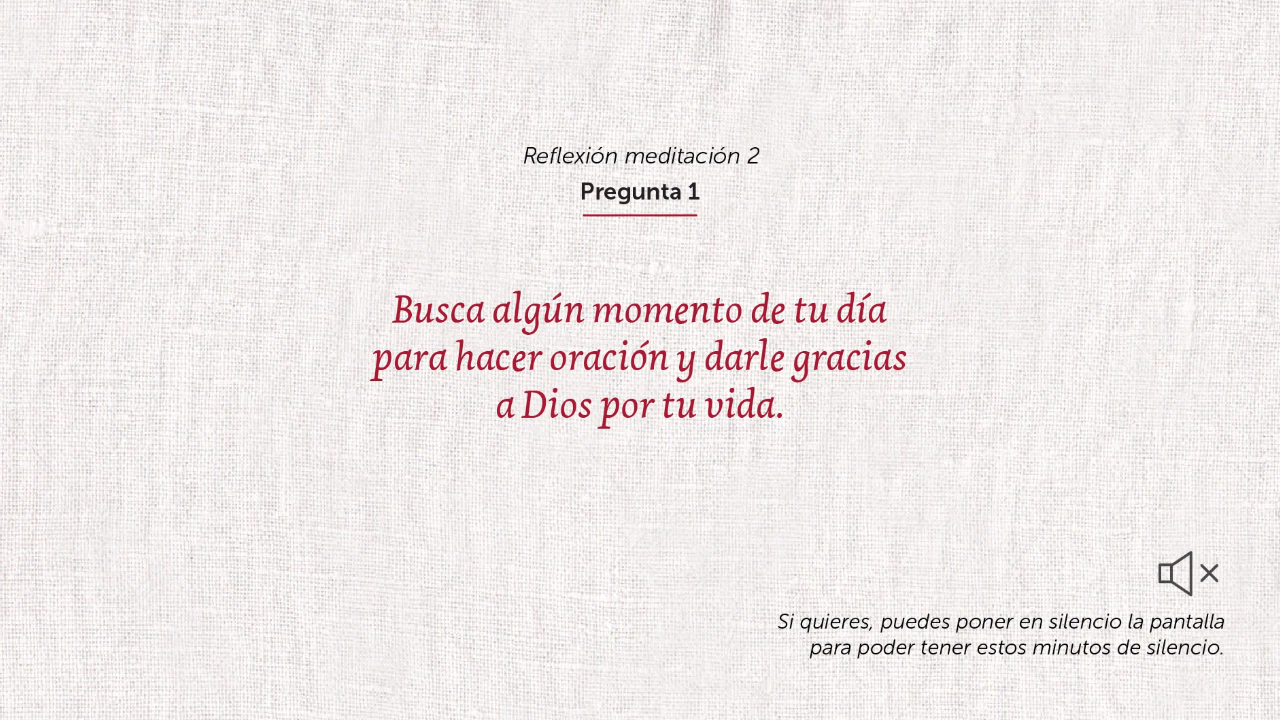 Reflexión meditación 2
Pregunta 1
Busca algún momento de tu día
para hacer oración y darle gracias
a Dios por tu vida.
Si quieres, puedes poner en silencio la pantalla
para poder tener estos minutos de silencio.